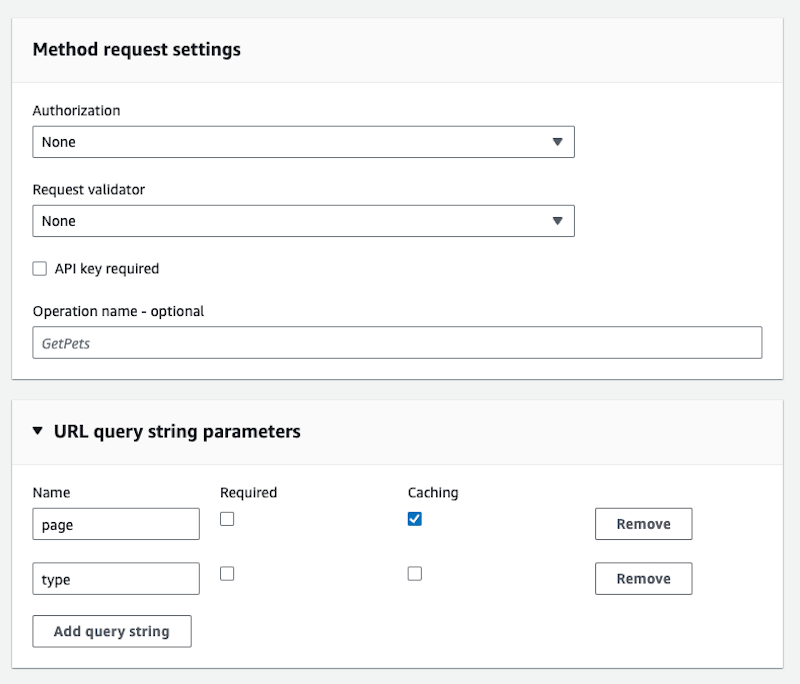 Method request settings
Authorization
None
Request validator
None
API key required
Operation name - optional
GetPets
URL query string parameters
Name Required Caching
page Remove
type Remove
Add query string